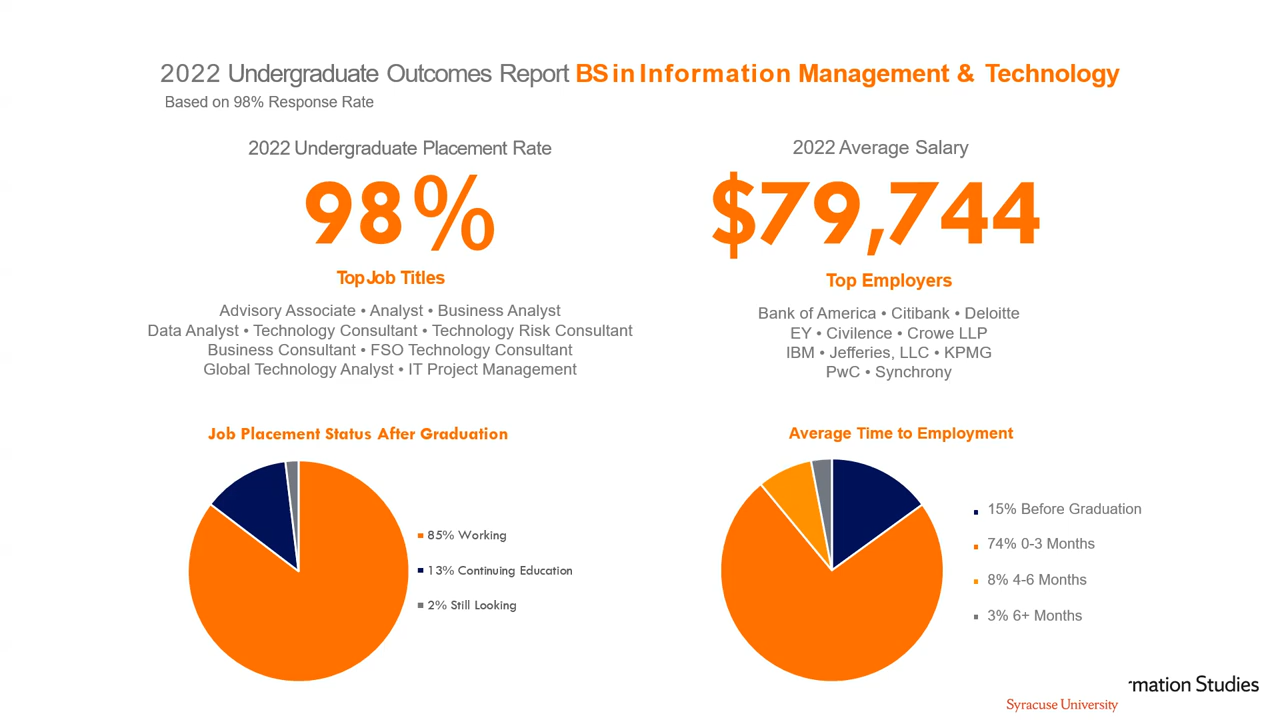 2022 Undergraduate Outcomes Report BS in Information Management & Technology
Based on 98% Response Rate
2022 Undergraduate Placement Rate
98%
Top Job Titles
Advisory Associate • Analyst • Business Analyst
Data Analyst • Technology Consultant • Technology Risk Consultant
Business Consultant • FSO Technology Consultant
Global Technology Analyst • IT Project Management
2022 Average Salary
$79,744
Top Employers
Bank of America • Citibank • Deloitte
EY • Civilence • Crowe LLP
IBM • Jefferies, LLC • KPMG
PwC • Synchrony
Job Placement Status After Graduation
85% Working
13% Continuing Education
2% Still Looking
Average Time to Employment
15% Before Graduation
74% 0-3 Months
8% 4-6 Months
3% 6+ Months
rmation Studies
Syracuse University